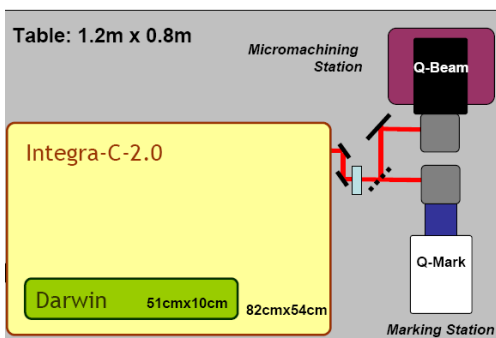 Table: 1.2m x 0.8m
Micromachining
Station
Q-Beam
Integra-C-2.0
Darwin
51cmx10cm
82cmx54cm
Q-Mark
Marking Station